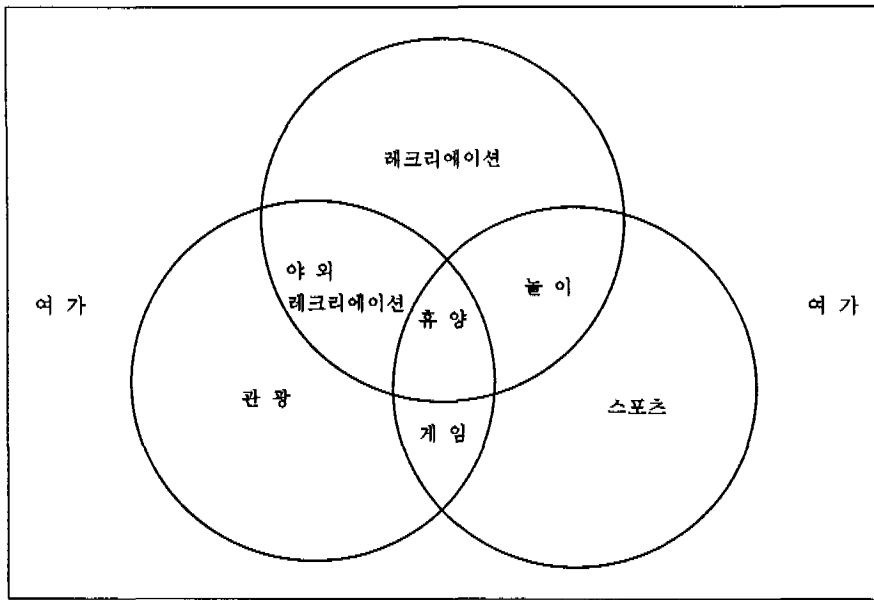 레크리에이션
야 외
레크리에이션
놀 이
여 가
휴 양
여 가
관 광
스포츠
게 임